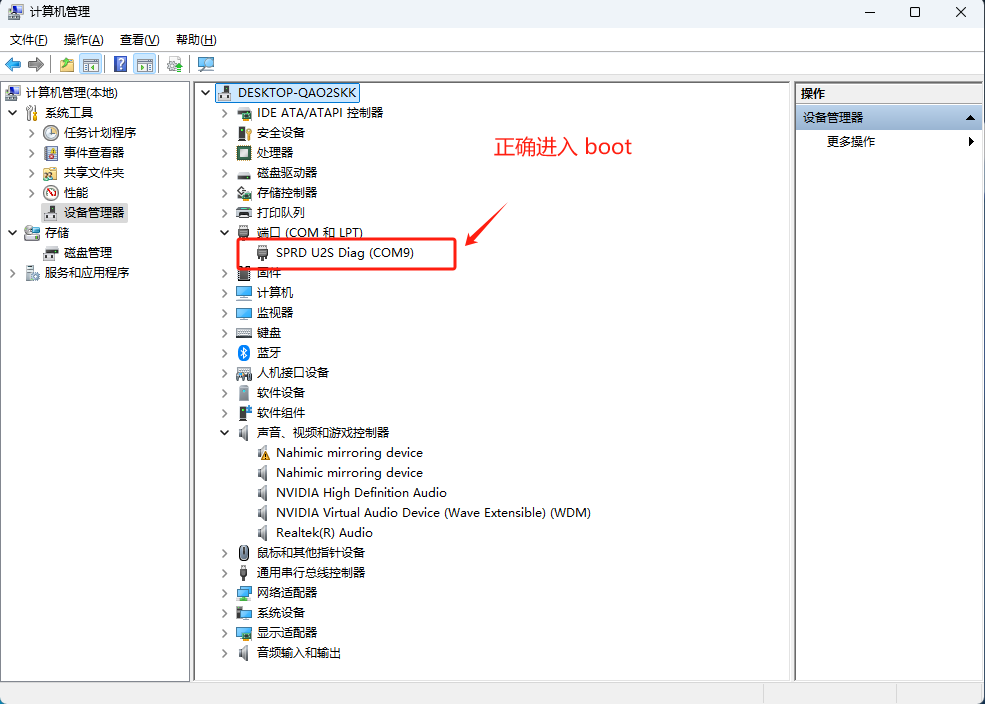 计算机管理
文件(F) 操作(A) 查看(V) 帮助(H)
计算机管理(本地)
系统工具
任务计划程序
事件查看器
共享文件夹
性能
设备管理器
存储
磁盘管理
服务和应用程序
DESKTOP-QAO2SKK
IDE ATA/ATAPI 控制器
安全设备
处理器
磁盘驱动器
存储控制器
打印队列
端口 (COM 和 LPT)
SPRD U2S Diag (COM9)
固件
计算机
监视器
键盘
蓝牙
人机接口设备
软件设备
软件组件
声音、视频和游戏控制器
Nahimic mirroring device
Nahimic mirroring device
NVIDIA High Definition Audio
NVIDIA Virtual Audio Device (Wave Extensible) (WDM)
Realtek(R) Audio
鼠标和其他指针设备
通用串行总线控制器
网络适配器
系统设备
显示适配器
音频输入和输出
正确进入 boot
操作
设备管理器
更多操作